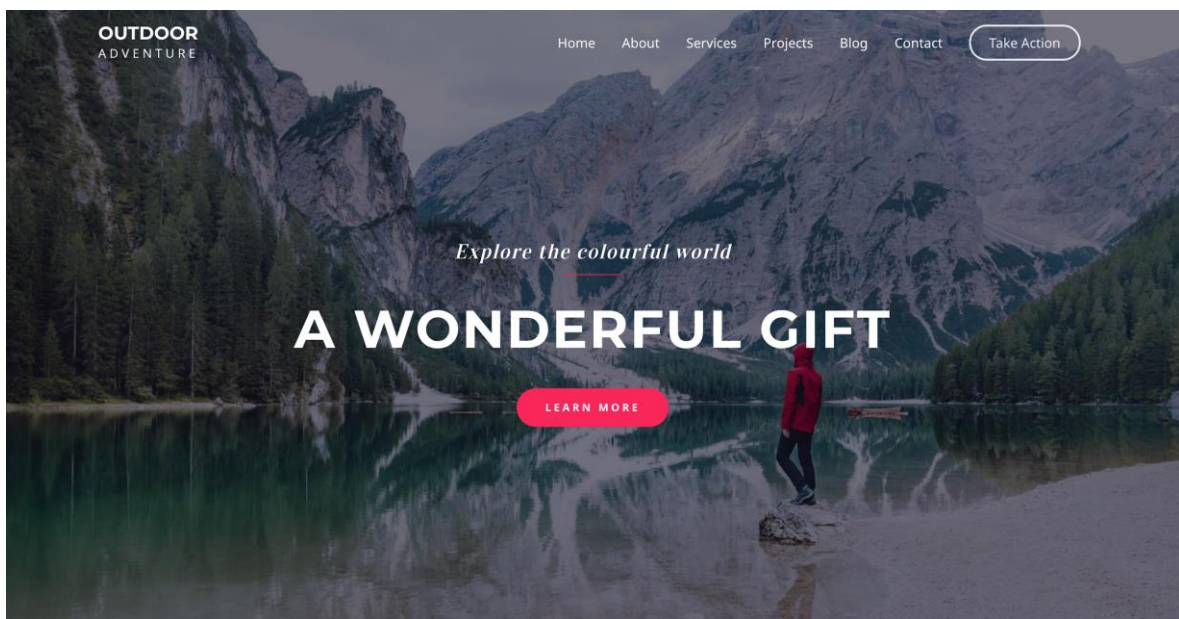 OUTDOOR
ADVENTURE
Home About Services Projects Blog Contact Take Action
Explore the colourful world
A WONDERFUL GIFT
LEARN MORE